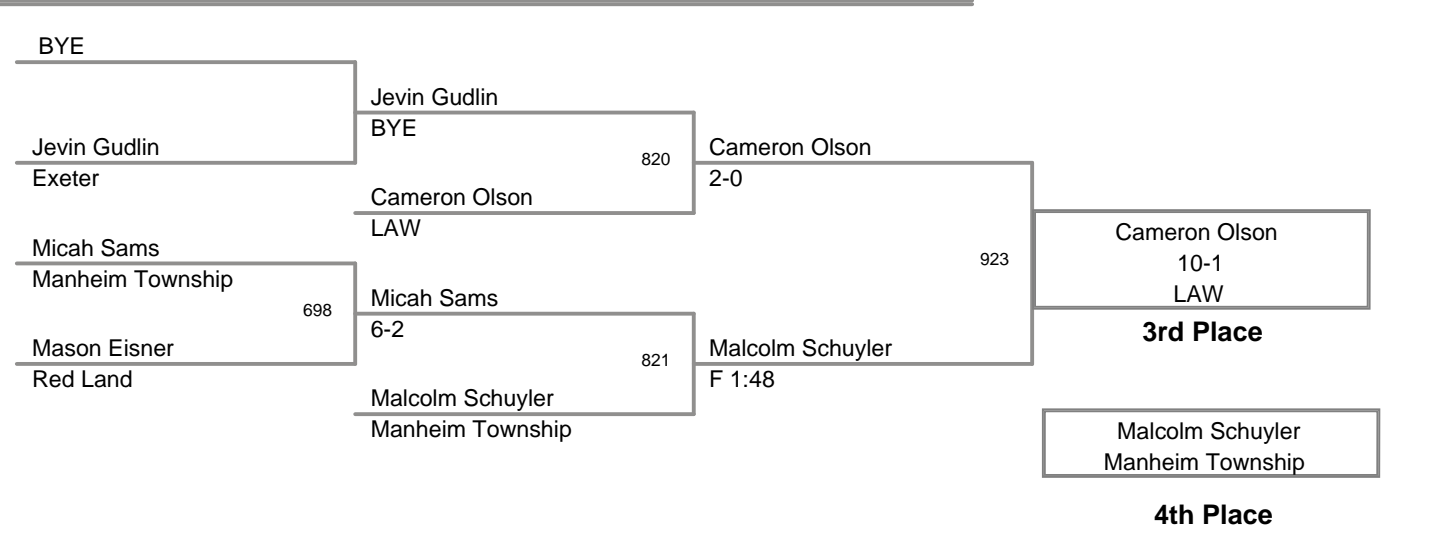 BYE
Jevin Gudlin
BYE
Jevin Gudlin
Exeter
820
Cameron Olson
2-0
Cameron Olson
LAW
Micah Sams
Manheim Township
698
Micah Sams
6-2
Mason Eisner
Red Land
821
Malcolm Schuyler
F 1:48
Malcolm Schuyler
Manheim Township
923
Cameron Olson
10-1
LAW
3rd Place
Malcolm Schuyler
Manheim Township
4th Place